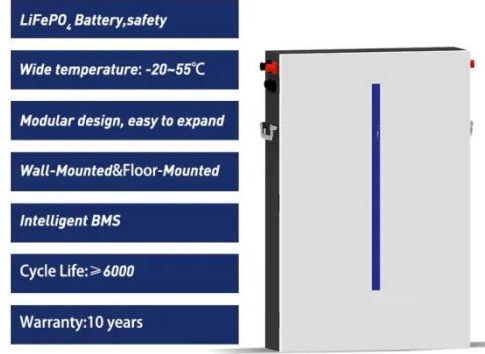 LiFePO₄ Battery,safety
Wide temperature: -20~55℃
Modular design, easy to expand
Wall-Mounted&Floor-Mounted
Intelligent BMS
Cycle Life:≥6000
Warranty:10 years